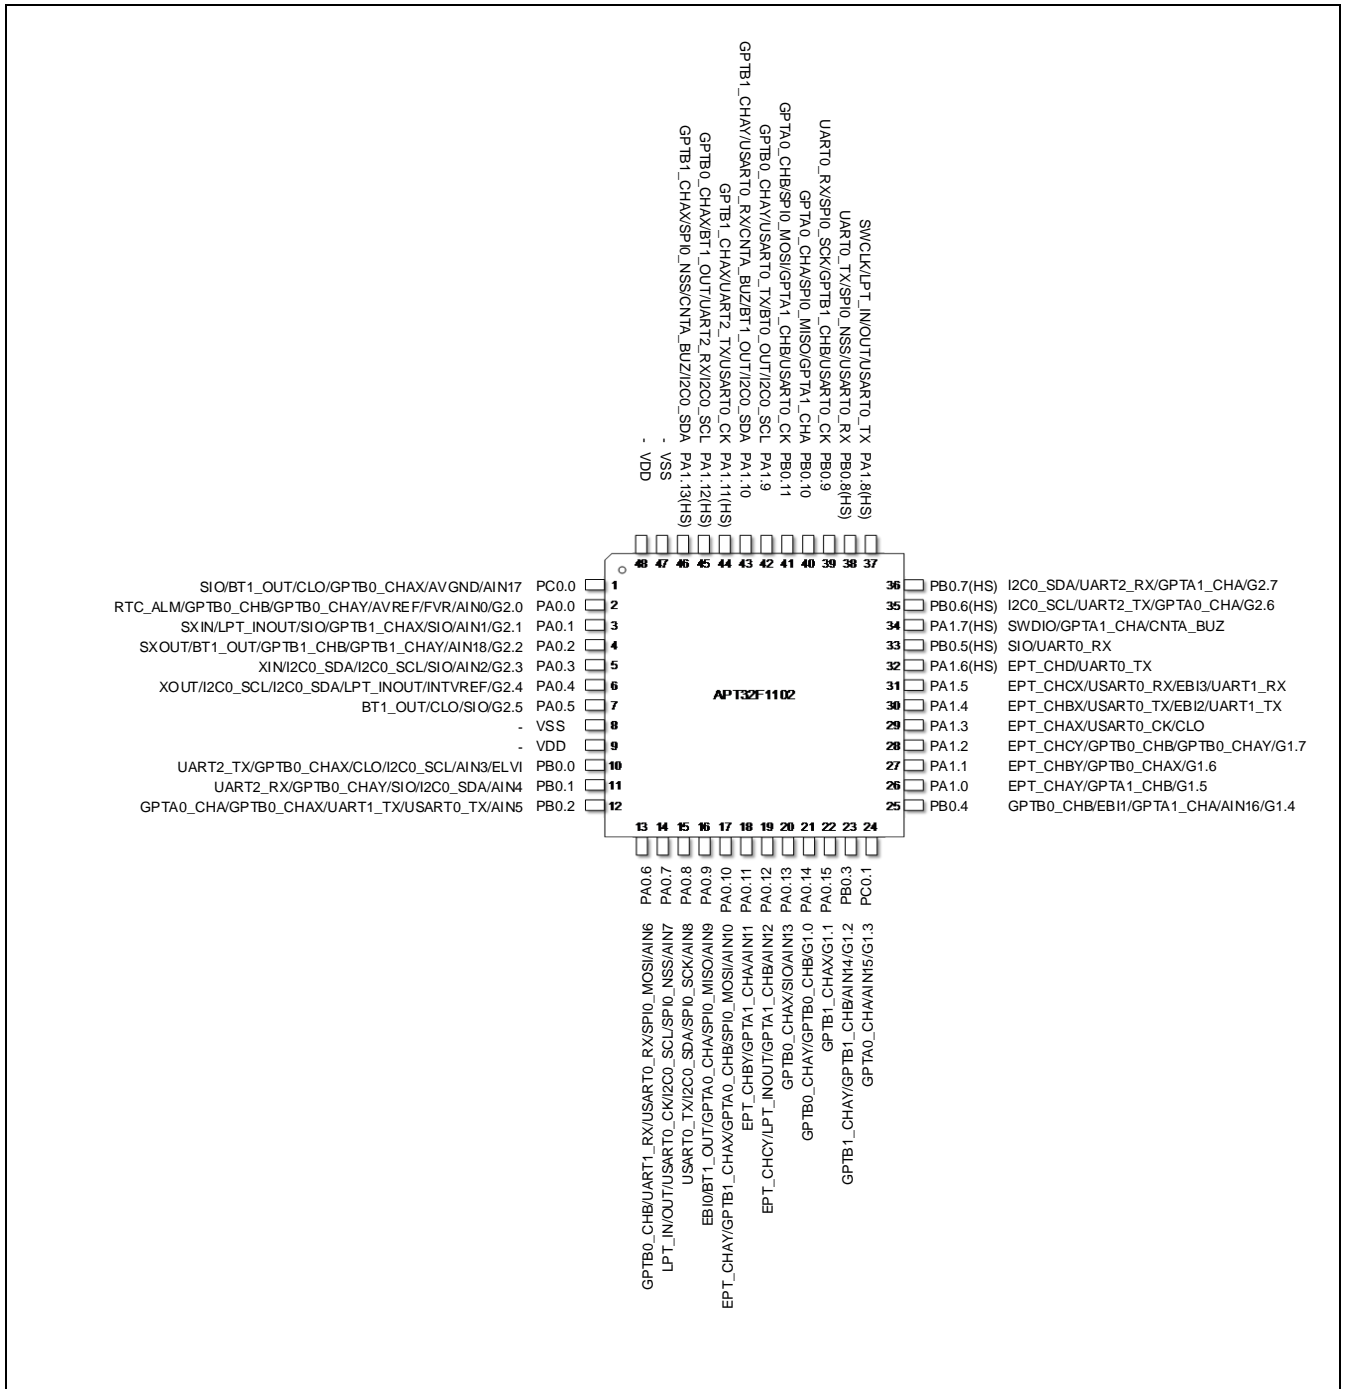 GPTB1_CHAX/SPI0_NSS/CNTA_BUZ/I2C0_SDA PA1.13(HS)
GPTB0_CHAX/BT1_OUT/UART2_RX/I2C0_SCL PA1.12(HS)
GPTB1_CHAX/UART2_TX/USART0_CK PA1.11(HS)
GPTB1_CHAY/USART0_RX/CNTA_BUZ/BT1_OUT/I2C0_SDA PA1.10
GPTB0_CHAY/USART0_TX/BT0_OUT/I2C0_SCL PA1.9
GPTA0_CHB/SPI0_MOSI/GPTA1_CHB/USART0_CK PB0.11
GPTA0_CHA/SPI0_MISO/GPTA1_CHA PB0.10
UART0_RX/SPI0_SCK/GPTB1_CHB/USART0_CK PB0.9
UART0_TX/SPI0_NSS/USART0_RX PB0.8(HS)
SWCLK/LPT_IN/OUT/USART0_TX PA1.8(HS)
- VDD
- VSS
48 47 46 45 44 43 42 41 40 39 38 37
SIO/BT1_OUT/CLO/GPTB0_CHAX/AVGND/AIN17 PC0.0 1
RTC_ALM/GPTB0_CHB/GPTB0_CHAY/AVREF/FVR/AIN0/G2.0 PA0.0 2
SXIN/LPT_INOUT/SIO/GPTB1_CHAX/SIO/AIN1/G2.1 PA0.1 3
SXOUT/BT1_OUT/GPTB1_CHB/GPTB1_CHAY/AIN18/G2.2 PA0.2 4
XIN/I2C0_SDA/I2C0_SCL/SIO/AIN2/G2.3 PA0.3 5
XOUT/I2C0_SCL/I2C0_SDA/LPT_INOUT/INTVREF/G2.4 PA0.4 6
BT1_OUT/CLO/SIO/G2.5 PA0.5 7
- VSS 8
- VDD 9
UART2_TX/GPTB0_CHAX/CLO/I2C0_SCL/AIN3/ELVI PB0.0 10
UART2_RX/GPTB0_CHAY/SIO/I2C0_SDA/AIN4 PB0.1 11
GPTA0_CHA/GPTB0_CHAX/UART1_TX/USART0_TX/AIN5 PB0.2 12
APT32F1102
36 PB0.7(HS) I2C0_SDA/UART2_RX/GPTA1_CHA/G2.7
35 PB0.6(HS) I2C0_SCL/UART2_TX/GPTA0_CHA/G2.6
34 PA1.7(HS) SWDIO/GPTA1_CHA/CNTA_BUZ
33 PB0.5(HS) SIO/UART0_RX
32 PA1.6(HS) EPT_CHD/UART0_TX
31 PA1.5 EPT_CHCX/USART0_RX/EBI3/UART1_RX
30 PA1.4 EPT_CHBX/USART0_TX/EBI2/UART1_TX
29 PA1.3 EPT_CHAX/USART0_CK/CLO
28 PA1.2 EPT_CHCY/GPTB0_CHB/GPTB0_CHAY/G1.7
27 PA1.1 EPT_CHBY/GPTB0_CHAX/G1.6
26 PA1.0 EPT_CHAY/GPTA1_CHB/G1.5
25 PB0.4 GPTB0_CHB/EBI1/GPTA1_CHA/AIN16/G1.4
13 14 15 16 17 18 19 20 21 22 23 24
PA0.6 GPTB0_CHB/UART1_RX/USART0_RX/SPI0_MOSI/AIN6
PA0.7 LPT_IN/OUT/USART0_CK/I2C0_SCL/SPI0_NSS/AIN7
PA0.8 USART0_TX/I2C0_SDA/SPI0_SCK/AIN8
PA0.9 EBI0/BT1_OUT/GPTA0_CHA/SPI0_MISO/AIN9
PA0.10 EPT_CHAY/GPTB1_CHAX/GPTA0_CHB/SPI0_MOSI/AIN10
PA0.11 EPT_CHBY/GPTA1_CHA/AIN11
PA0.12 EPT_CHCY/LPT_INOUT/GPTA1_CHB/AIN12
PA0.13 GPTB0_CHAX/SIO/AIN13
PA0.14 GPTB0_CHAY/GPTB0_CHB/G1.0
PA0.15 GPTB1_CHAX/G1.1
PB0.3 GPTB1_CHAY/GPTB1_CHB/AIN14/G1.2
PC0.1 GPTA0_CHA/AIN15/G1.3